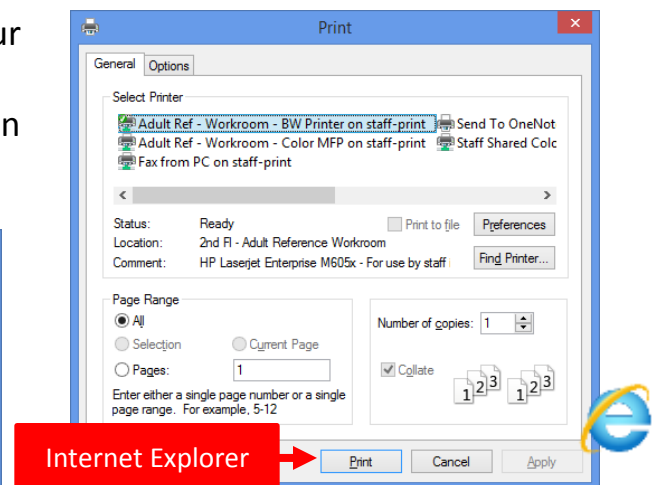 ur
n
Print
General Options
Select Printer
Adult Ref - Workroom - BW Printer on staff-print Send To OneNot
Adult Ref - Workroom - Color MFP on staff-print Staff Shared Colc
Fax from PC on staff-print
Status: Ready Print to file Preferences
Location: 2nd Fl - Adult Reference Workroom
Comment: HP Laserjet Enterprise M605x - For use by staff Find Printer...
Page Range
All
Selection Current Page
Pages: 1
Enter either a single page number or a single
page range. For example, 5-12
Number of copies: 1
Collate
1 2 3 1 2 3
Internet Explorer
Print Cancel Apply